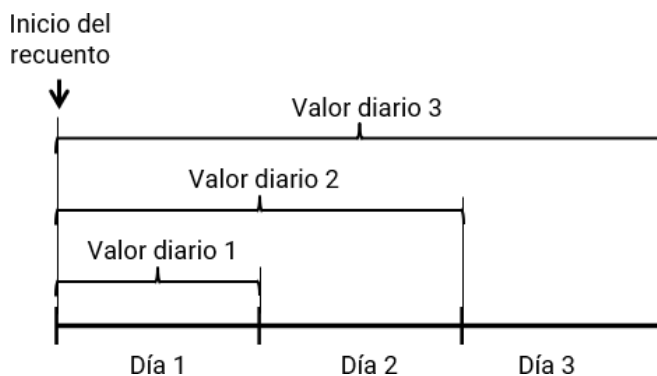 Inicio del
recuento
Valor diario 3
Valor diario 2
Valor diario 1
Día 1
Día 2
Día 3